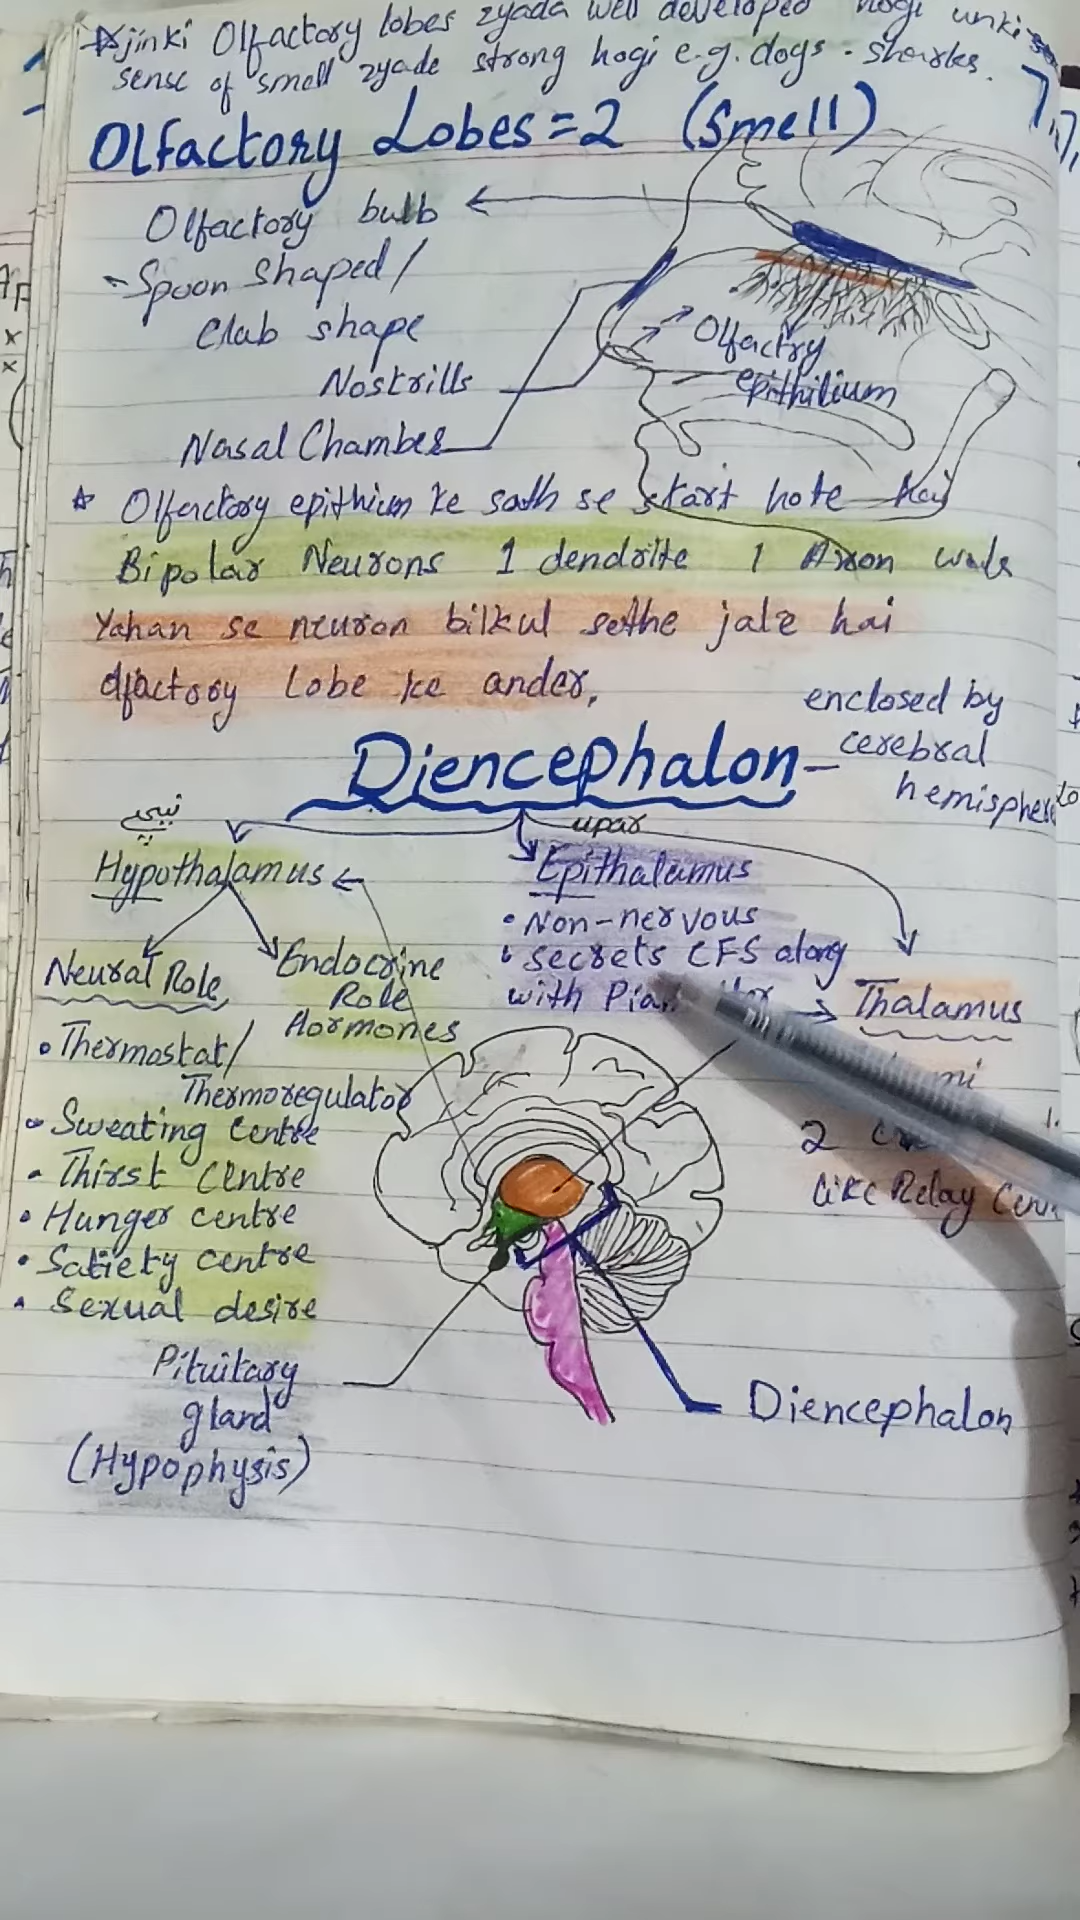 jinki Olfactory lobes zyada well developed hogi unki
sense of smell zyade strong hogi e.g. dogs. sharks.
Olfactory Lobes=2 (Smell)
Olfactory bulb
- Spoon Shaped /
Club shape
Nostrills
Nasal Chamber
Olfactry
epithilium
Olfactory epithium ke sath se start hote hai
Bipolar Neurons 1 dendrite 1 Axon wale
Yahan se neuron bilkul sethe jate hai
olfactory Lobe ke ander,
enclosed by
cerebral
hemisphere
Diencephalon
upar
Hypothalamus
Neural Role
• Thermostat/
Thermoregulator
• Sweating Centre
• Thirst Centre
• Hunger centre
• Satiety centre
• Sexual desire
Endocrine
Role
Hormones
Epithalamus
• Non-nervous
• Secrets CFS along
with
Thalamus
2
like Relay
Pituitary
gland
(Hypophysis)
Diencephalon